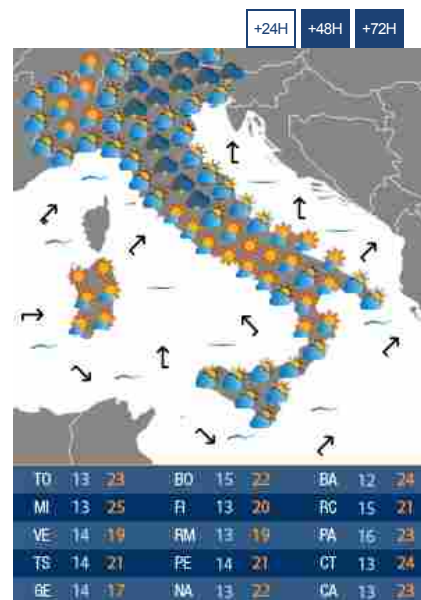 +24H +48H +72H
TO 13 23 BO 15 22 BA 12 24
MI 13 25 FI 13 20 RC 15 21
VE 14 19 RM 13 19 PA 16 23
TS 14 21 PE 14 21 CT 13 24
GE 14 17 NA 13 22 CA 13 23